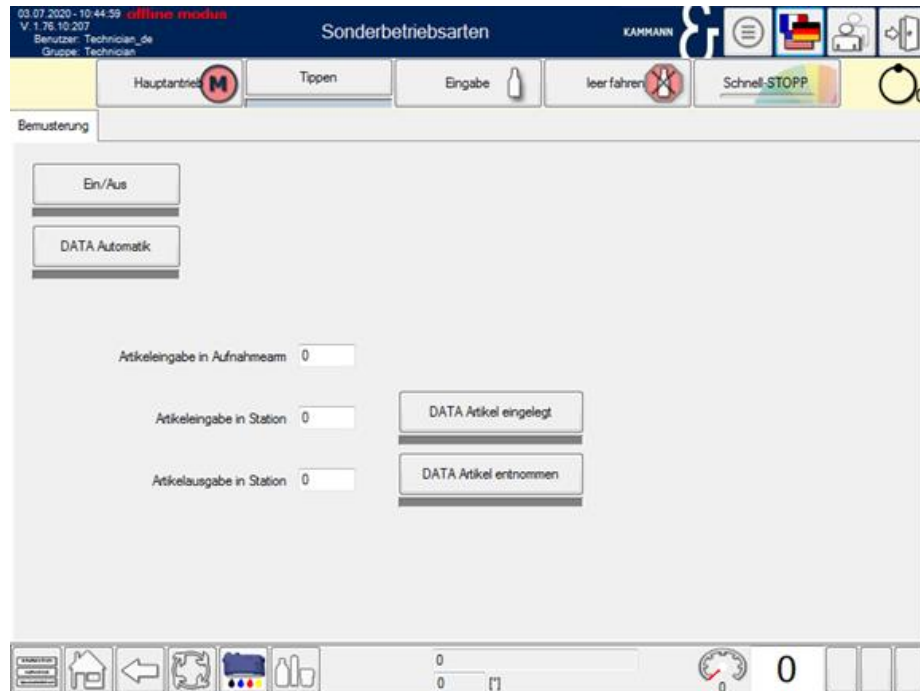 03.07.2020 - 10:44:59 offline modus
V. 1.76.10.207
Benutzer: Technician_de
Gruppe: Technician
Sonderbetriebsarten
KAMMANN
Hauptantrieb
M
Tippen
Eingabe
leer fahren
Schnell-STOPP
Bemusterung
Ein/Aus
DATA Automatik
Artikeleingabe in Aufnahmearm 0
Artikeleingabe in Station 0
DATA Artikel eingelegt
Artikelausgabe in Station 0
DATA Artikel entnommen
0
0 [°]
0
0